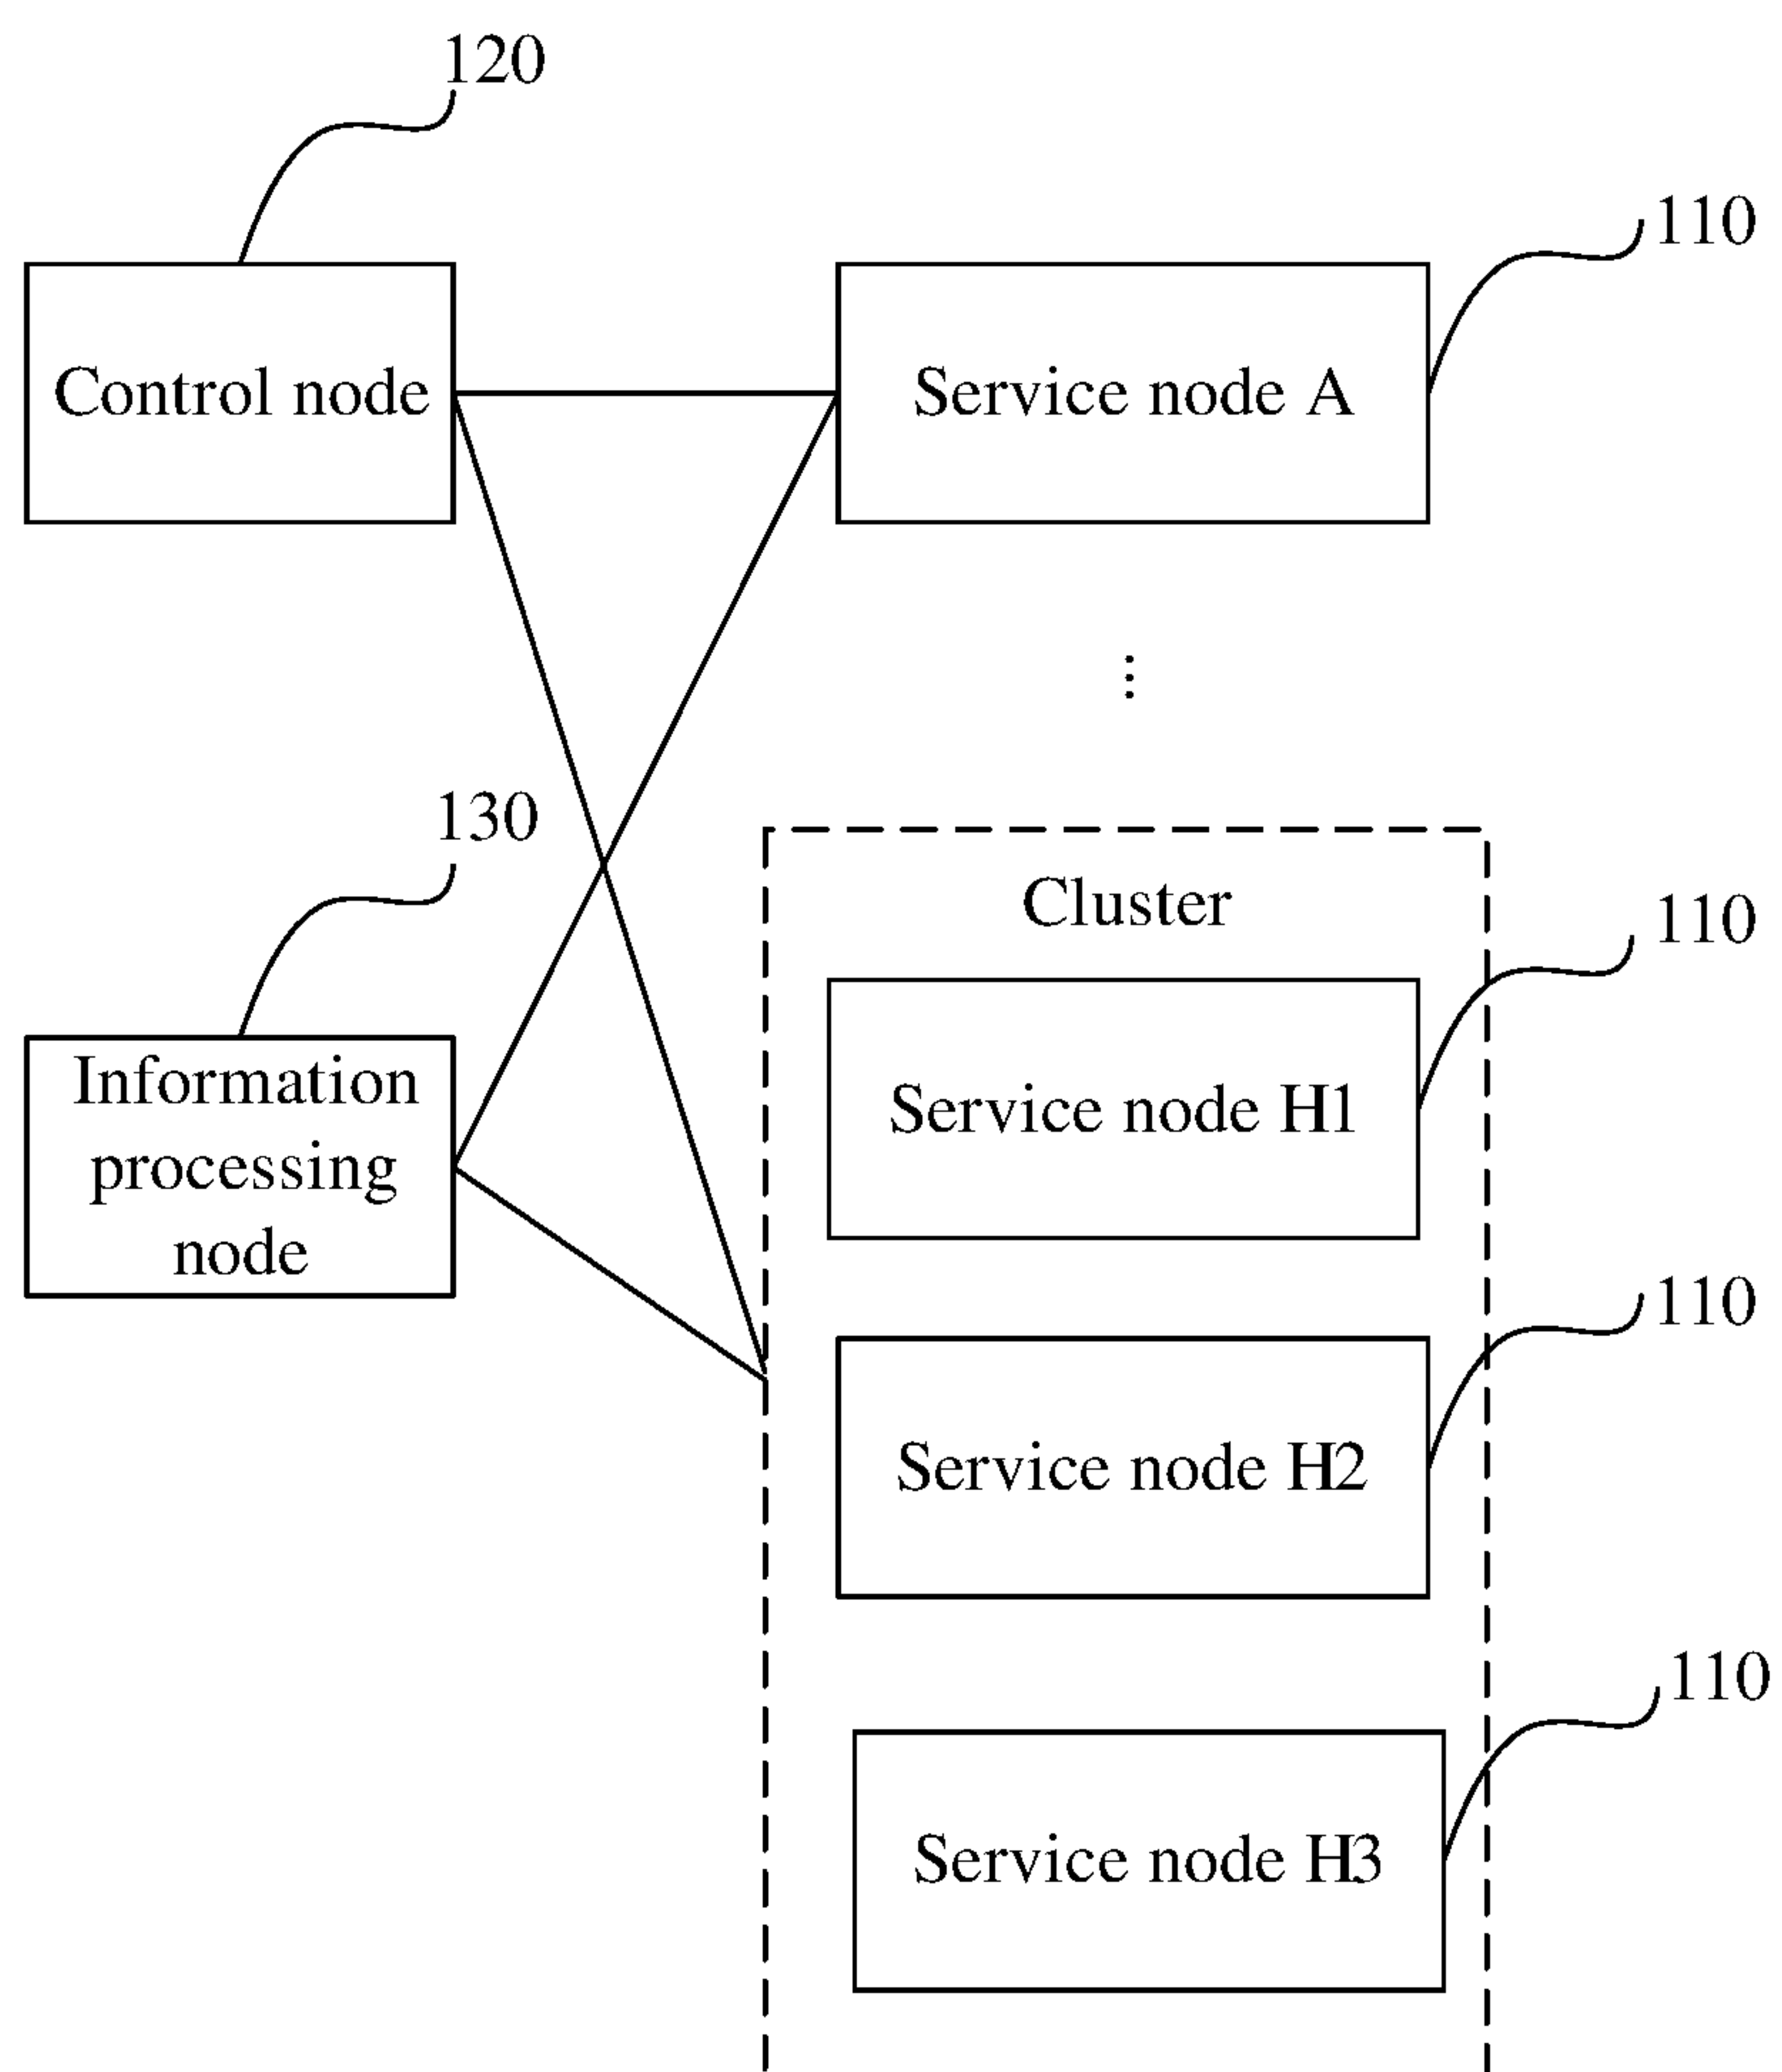 120
110
Control node
Service node A
130
Cluster
110
Information
processing
node
Service node H1
110
Service node H2
110
Service node H3